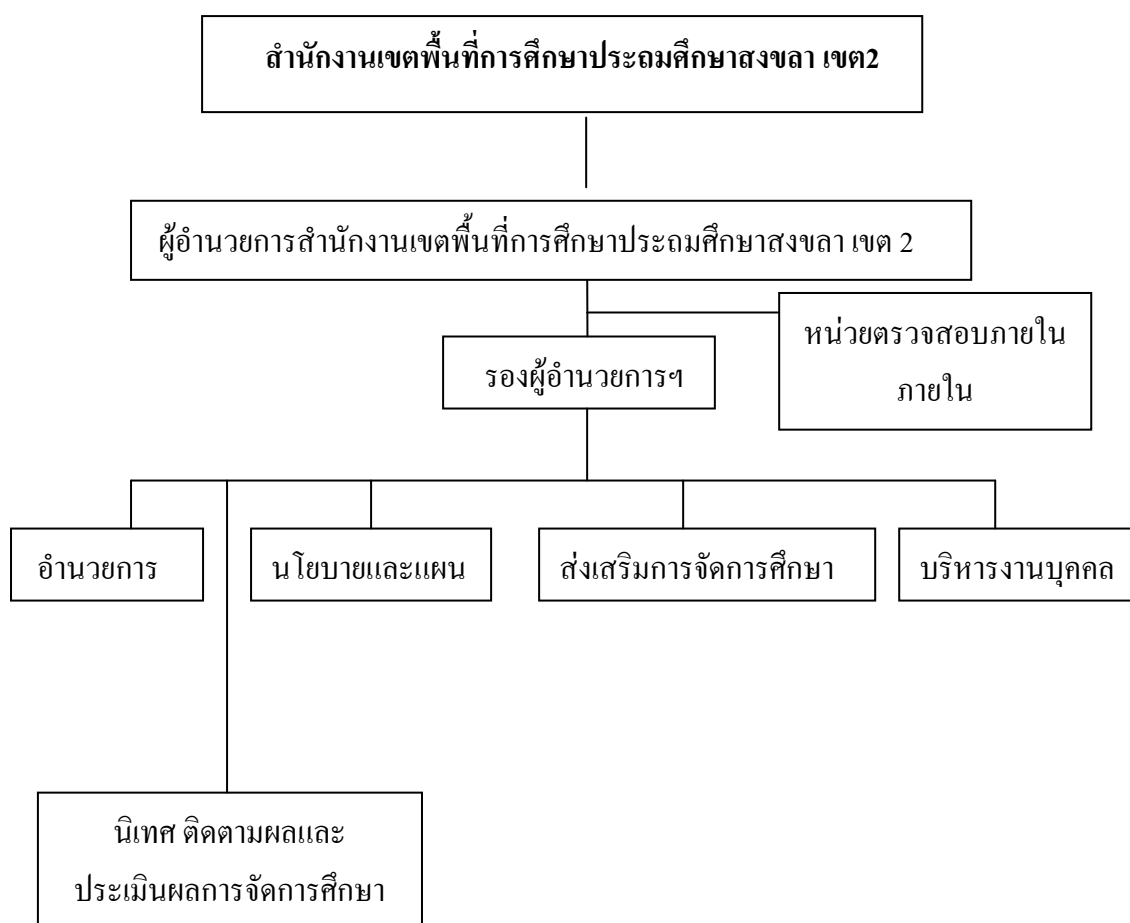 สำนักงานเขตพื้นที่การศึกษาประถมศึกษาสงขลา เขต2
ผู้อำนวยการสำนักงานเขตพื้นที่การศึกษาประถมศึกษาสงขลา เขต 2
หน่วยตรวจสอบภายใน
ภายใน
รองผู้อำนวยการฯ
อำนวยการ
นโยบายและแผน
ส่งเสริมการจัดการศึกษา
บริหารงานบุคคล
นิเทศ ติดตามผลและ
ประเมินผลการจัดการศึกษา